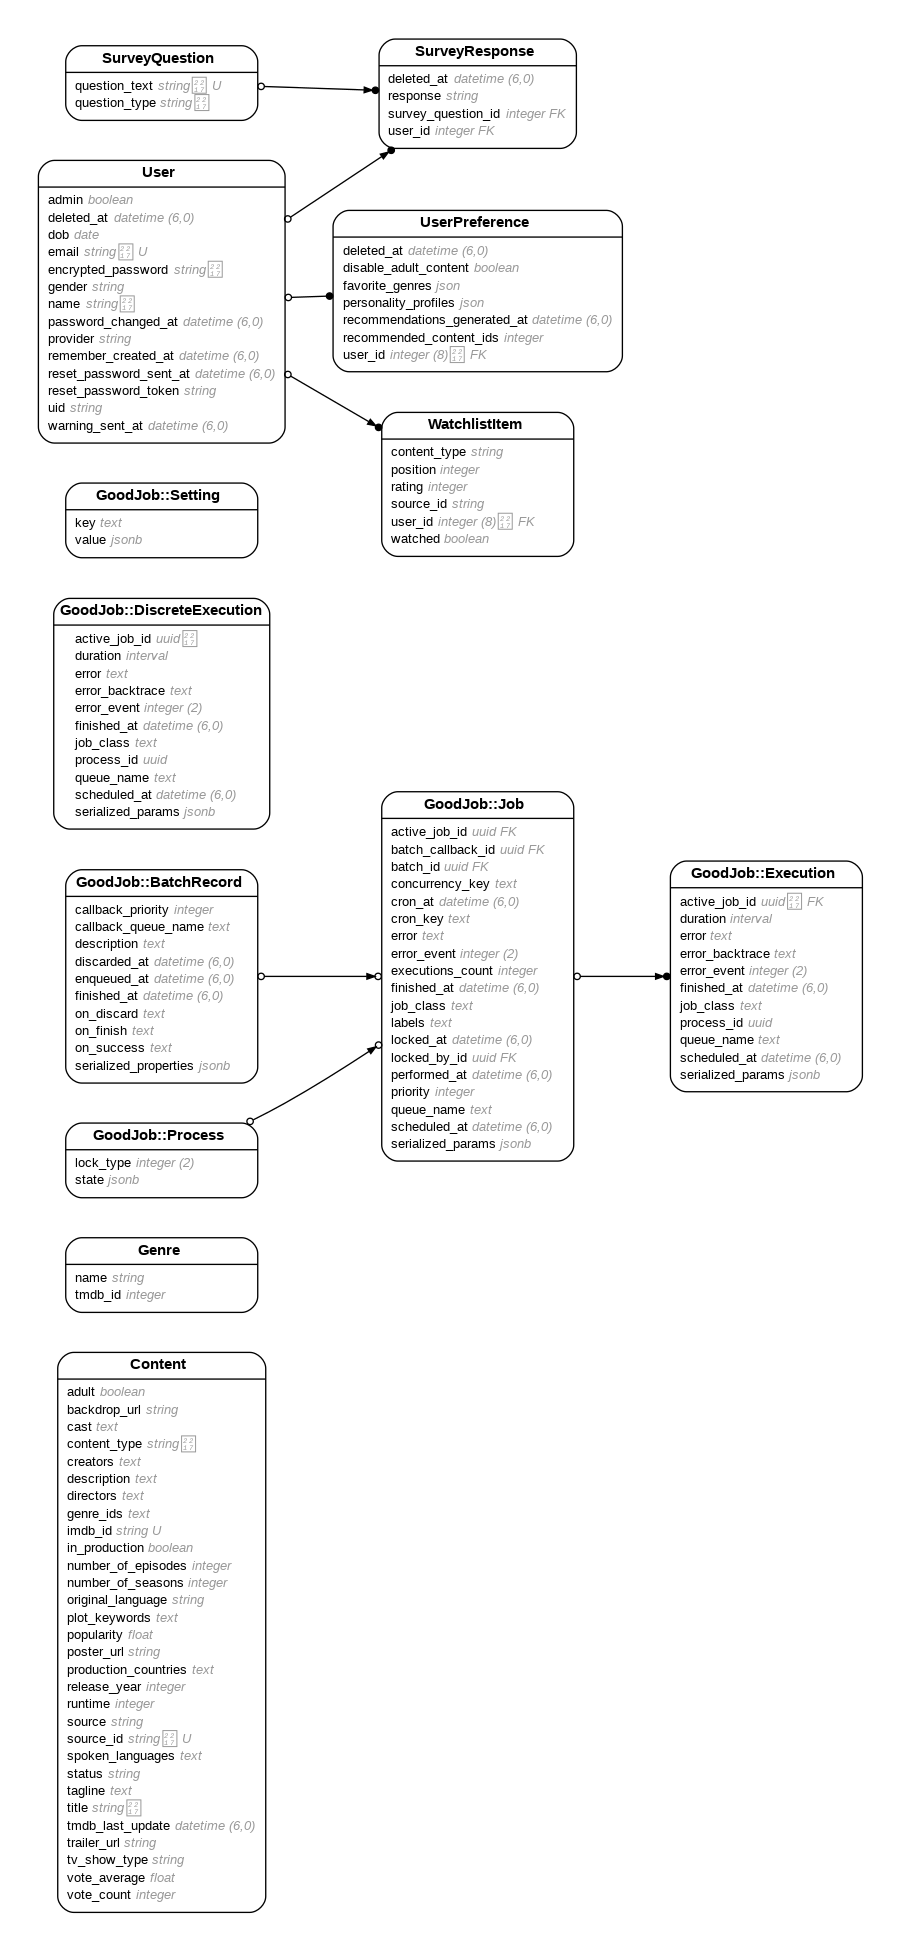 SurveyQuestion
question_text string∗ U
question_type string∗
SurveyResponse
deleted_at datetime (6,0)
response string
survey_question_id integer FK
user_id integer FK
User
admin boolean
deleted_at datetime (6,0)
dob date
email string∗ U
encrypted_password string∗
gender string
name string∗
password_changed_at datetime (6,0)
provider string
remember_created_at datetime (6,0)
reset_password_sent_at datetime (6,0)
reset_password_token string
uid string
warning_sent_at datetime (6,0)
UserPreference
deleted_at datetime (6,0)
disable_adult_content boolean
favorite_genres json
personality_profiles json
recommendations_generated_at datetime (6,0)
recommended_content_ids integer
user_id integer (8)∗ FK
WatchlistItem
content_type string
position integer
rating integer
source_id string
user_id integer (8)∗ FK
watched boolean
GoodJob::Setting
key text
value jsonb
GoodJob::DiscreteExecution
active_job_id uuid∗
duration interval
error text
error_backtrace text
error_event integer (2)
finished_at datetime (6,0)
job_class text
process_id uuid
queue_name text
scheduled_at datetime (6,0)
serialized_params jsonb
GoodJob::Job
active_job_id uuid FK
batch_callback_id uuid FK
batch_id uuid FK
concurrency_key text
cron_at datetime (6,0)
cron_key text
error text
error_event integer (2)
executions_count integer
finished_at datetime (6,0)
job_class text
labels text
locked_at datetime (6,0)
locked_by_id uuid FK
performed_at datetime (6,0)
priority integer
queue_name text
scheduled_at datetime (6,0)
serialized_params jsonb
GoodJob::Execution
active_job_id uuid∗ FK
duration interval
error text
error_backtrace text
error_event integer (2)
finished_at datetime (6,0)
job_class text
process_id uuid
queue_name text
scheduled_at datetime (6,0)
serialized_params jsonb
GoodJob::BatchRecord
callback_priority integer
callback_queue_name text
description text
discarded_at datetime (6,0)
enqueued_at datetime (6,0)
finished_at datetime (6,0)
on_discard text
on_finish text
on_success text
serialized_properties jsonb
GoodJob::Process
lock_type integer (2)
state jsonb
Genre
name string
tmdb_id integer
Content
adult boolean
backdrop_url string
cast text
content_type string∗
creators text
description text
directors text
genre_ids text
imdb_id string U
in_production boolean
number_of_episodes integer
number_of_seasons integer
original_language string
plot_keywords text
popularity float
poster_url string
production_countries text
release_year integer
runtime integer
source string
source_id string∗ U
spoken_languages text
status string
tagline text
title string∗
tmdb_last_update datetime (6,0)
trailer_url string
tv_show_type string
vote_average float
vote_count integer